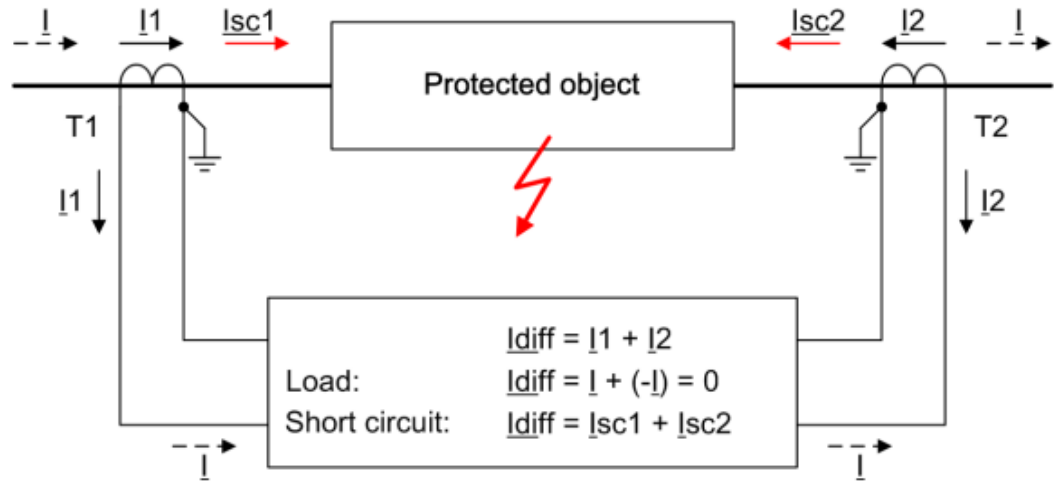 I I1 Isc1 Isc2 I2 I
Protected object
T1 T2
I1 I2
Idiff = I1 + I2
Load: Idiff = I + (-I) = 0
Short circuit: Idiff = Isc1 + Isc2
I I